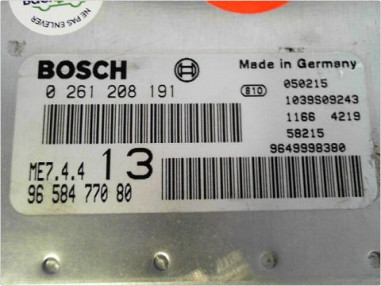 NE PAS ENLEVER
BOSCH
Made in Germany
0 261 208 191
050215
1039S09243
1166 4219
58215
9649998380
ME7.4.4 13
96 584 770 80